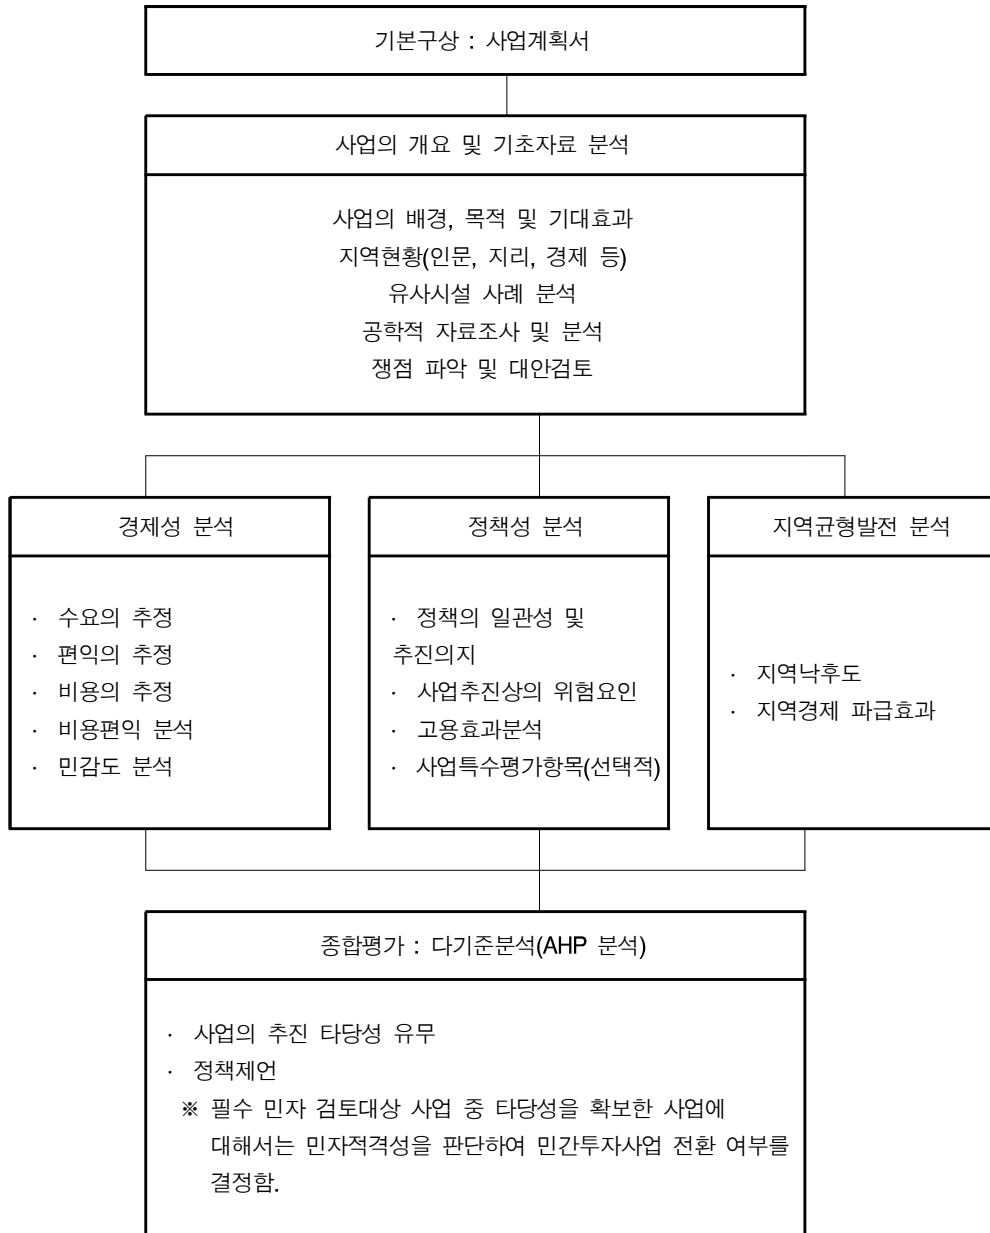 기본구상 : 사업계획서
사업의 개요 및 기초자료 분석
사업의 배경, 목적 및 기대효과
지역현황(인문, 지리, 경제 등)
유사시설 사례 분석
공학적 자료조사 및 분석
쟁점 파악 및 대안검토
경제성 분석
· 수요의 추정
· 편익의 추정
· 비용의 추정
· 비용편익 분석
· 민감도 분석
정책성 분석
· 정책의 일관성 및
추진의지
· 사업추진상의 위험요인
· 고용효과분석
· 사업특수평가항목(선택적)
지역균형발전 분석
· 지역낙후도
· 지역경제 파급효과
종합평가 : 다기준분석(AHP 분석)
· 사업의 추진 타당성 유무
· 정책제언
※ 필수 민자 검토대상 사업 중 타당성을 확보한 사업에
대해서는 민자적격성을 판단하여 민간투자사업 전환 여부를
결정함.